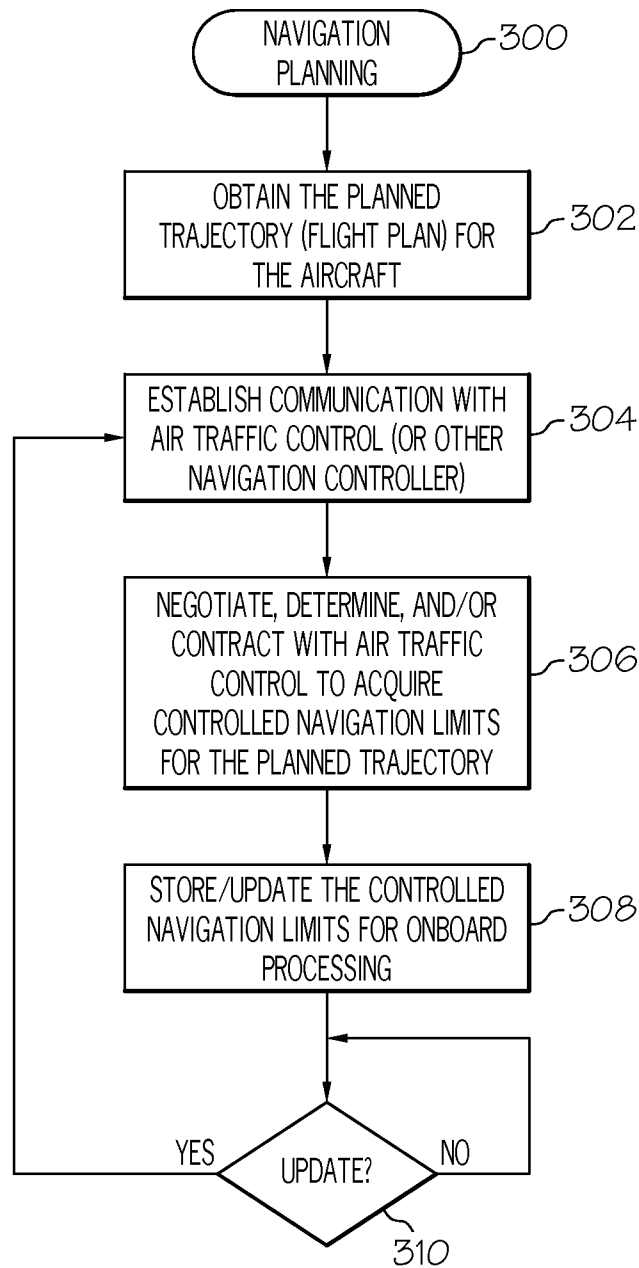 NAVIGATION
PLANNING
300
OBTAIN THE PLANNED
TRAJECTORY (FLIGHT PLAN) FOR
THE AIRCRAFT
302
ESTABLISH COMMUNICATION WITH
AIR TRAFFIC CONTROL (OR OTHER
NAVIGATION CONTROLLER)
304
NEGOTIATE, DETERMINE, AND/OR
CONTRACT WITH AIR TRAFFIC
CONTROL TO ACQUIRE
CONTROLLED NAVIGATION LIMITS
FOR THE PLANNED TRAJECTORY
306
STORE/UPDATE THE CONTROLLED
NAVIGATION LIMITS FOR ONBOARD
PROCESSING
308
YES
UPDATE?
NO
310